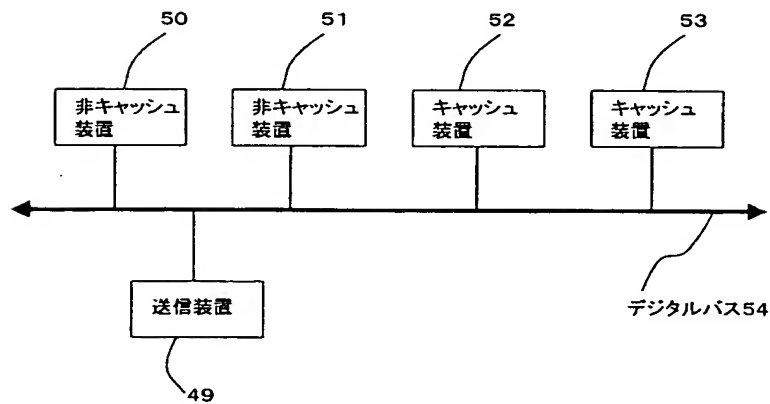 50
51
52
53
非キャッシュ
装置
非キャッシュ
装置
キャッシュ
装置
キャッシュ
装置
送信装置
デジタルバス54
49